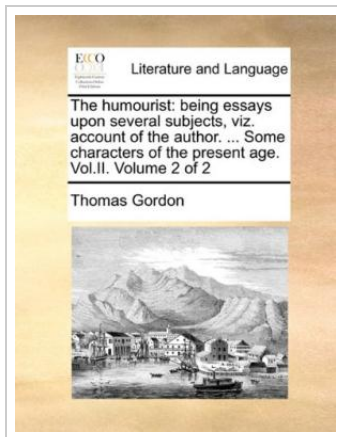 ECCO
Literature and Language
The humourist: being essays
upon several subjects, viz.
account of the author. ... Some
characters of the present age.
Vol.II. Volume 2 of 2
Thomas Gordon